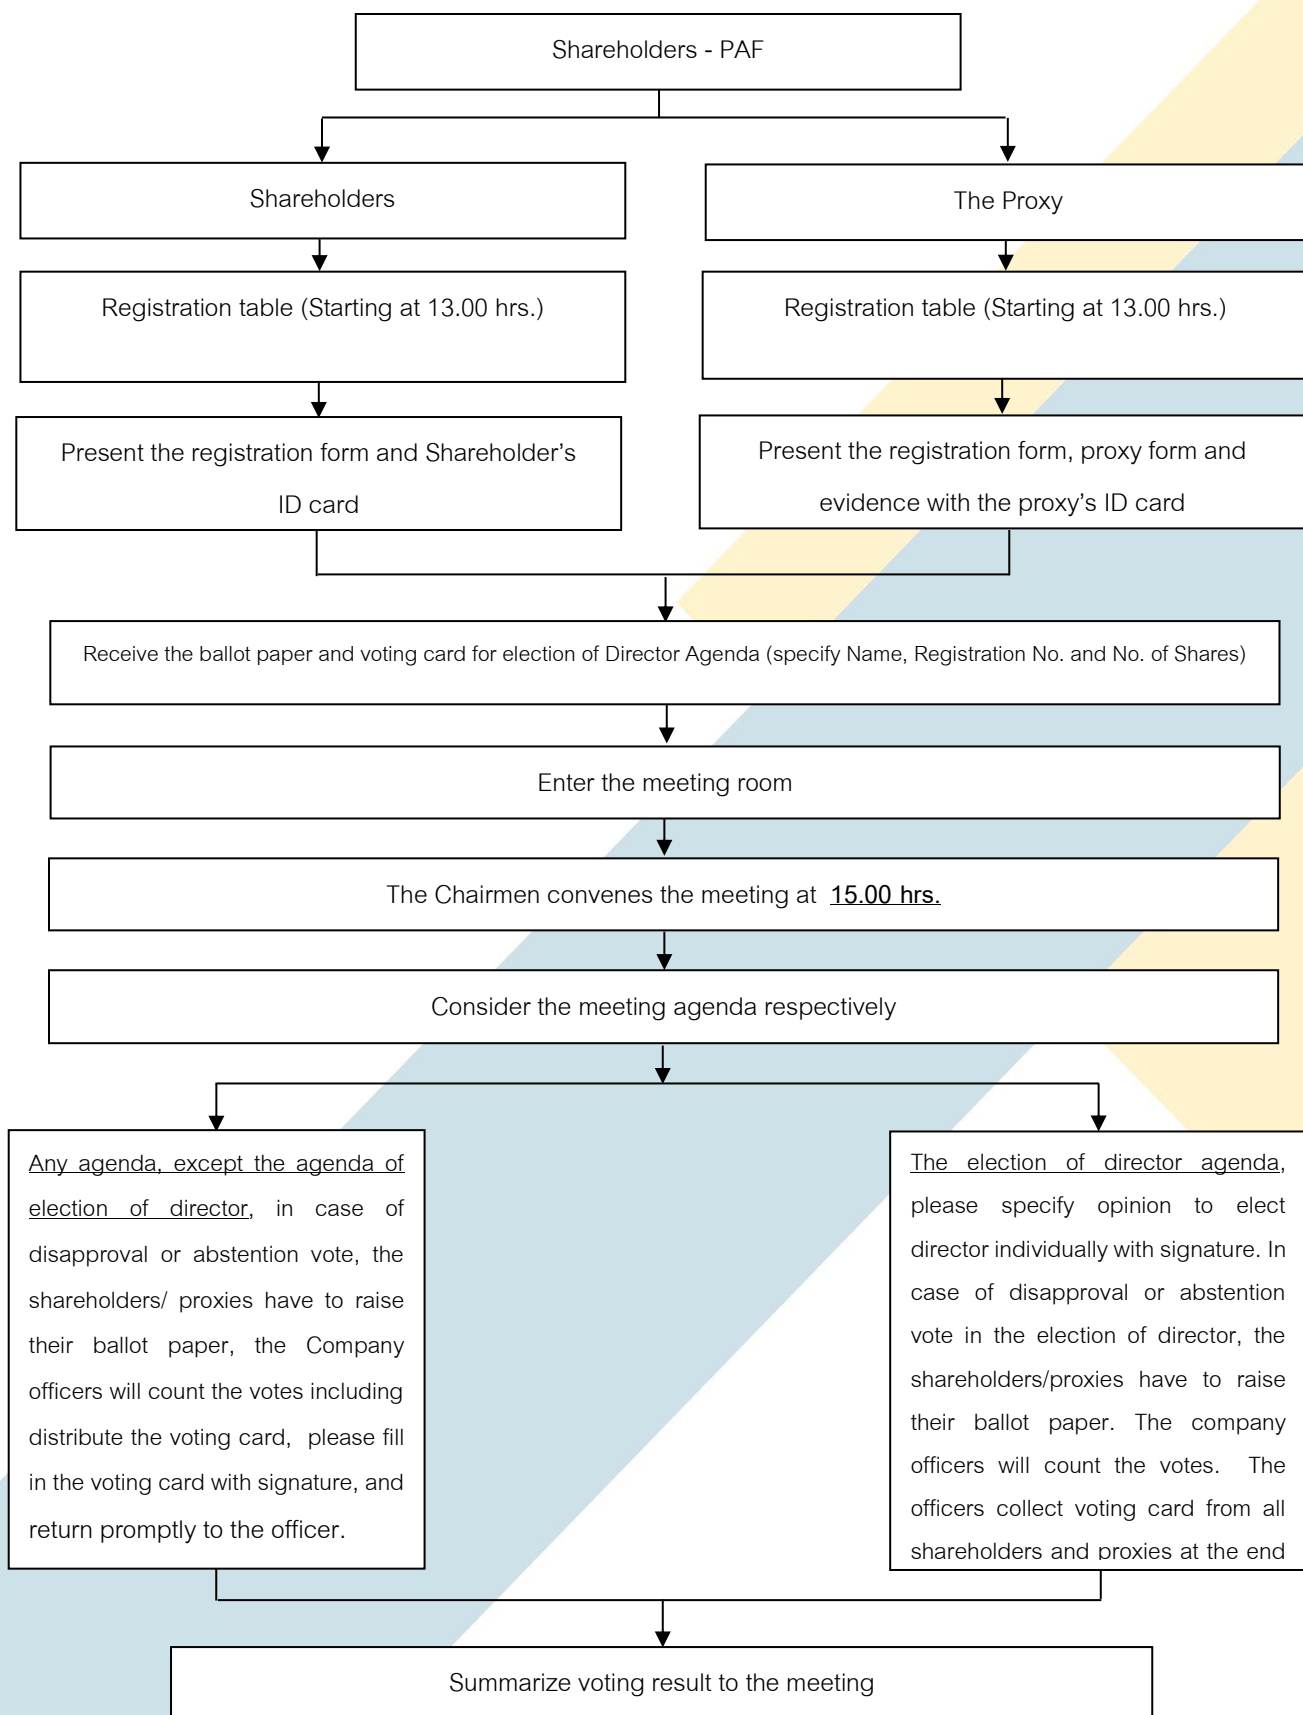 Shareholders - PAF
Shareholders
The Proxy
Registration table (Starting at 13.00 hrs.)
Registration table (Starting at 13.00 hrs.)
Present the registration form and Shareholder's
ID card
Present the registration form, proxy form and
evidence with the proxy's ID card
Receive the ballot paper and voting card for election of Director Agenda (specify Name, Registration No. and No. of Shares)
Enter the meeting room
The Chairmen convenes the meeting at 15.00 hrs.
Consider the meeting agenda respectively
Any agenda, except the agenda of
election of director, in case of
disapproval or abstention vote, the
shareholders/ proxies have to raise
their ballot paper, the Company
officers will count the votes including
distribute the voting card, please fill
in the voting card with signature, and
return promptly to the officer.
The election of director agenda,
please specify opinion to elect
director individually with signature. In
case of disapproval or abstention
vote in the election of director, the
shareholders/proxies have to raise
their ballot paper. The company
officers will count the votes. The
officers collect voting card from all
shareholders and proxies at the end
Summarize voting result to the meeting